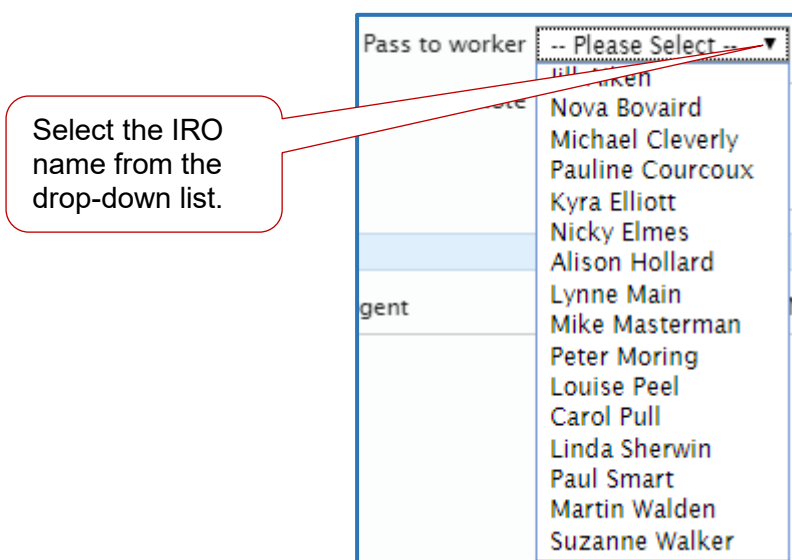 Pass to worker -- Please Select --
Select the IRO
name from the
drop-down list.
Nova Bovaird
Michael Cleverly
Pauline Courcoux
Kyra Elliott
Nicky Elmes
Alison Hollard
Lynne Main
gent
Mike Masterman
Peter Moring
Louise Peel
Carol Pull
Linda Sherwin
Paul Smart
Martin Walden
Suzanne Walker